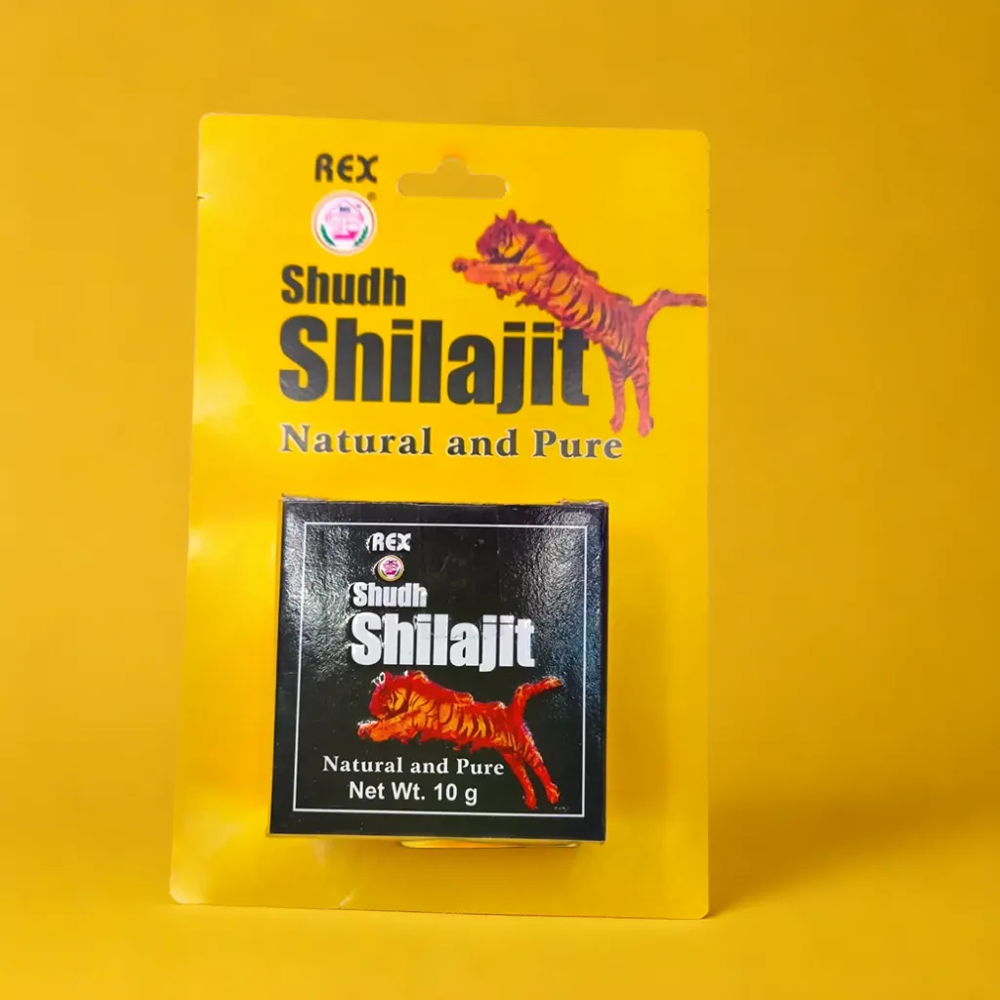 REX
®
Shudh
Shilajit
Natural and Pure
REX
Shudh
Shilajit
Natural and Pure
Net Wt. 10 g